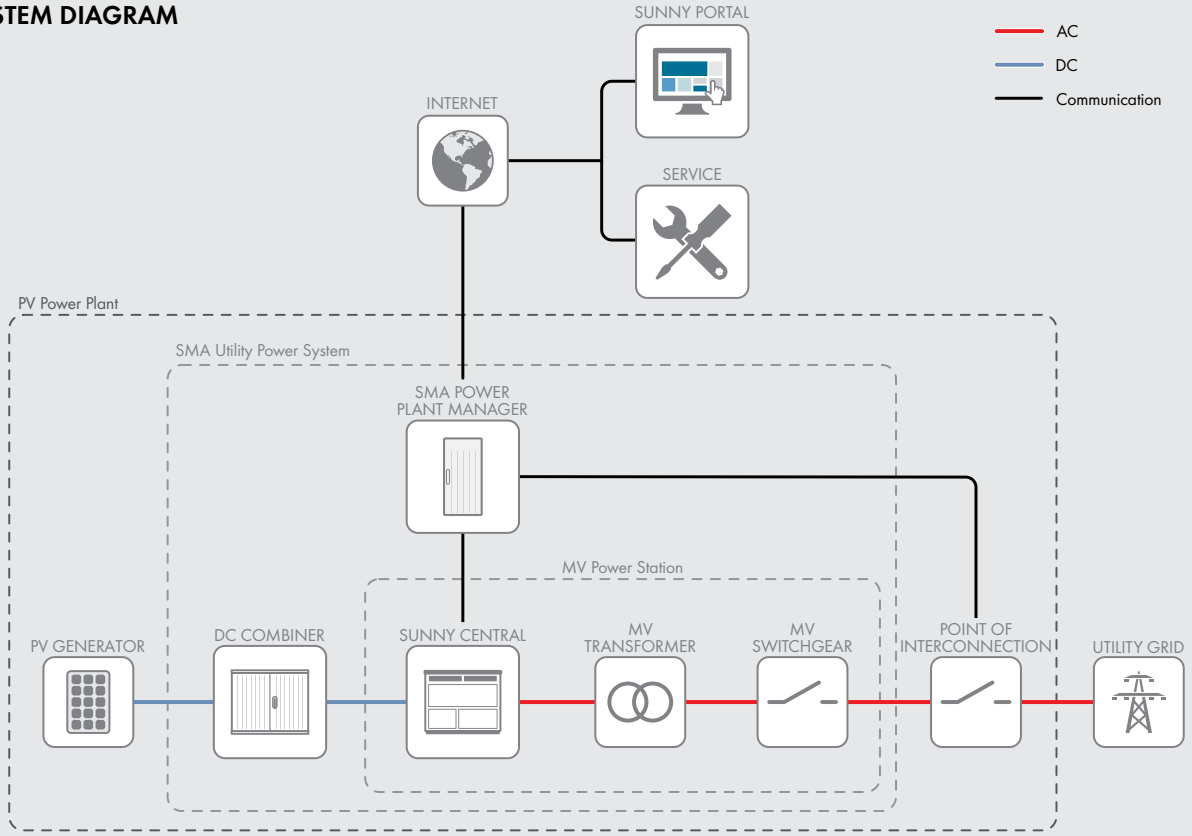 STEM DIAGRAM
SUNNY PORTAL
AC
DC
Communication
INTERNET
SERVICE
PV Power Plant
SMA Utility Power System
SMA POWER
PLANT MANAGER
MV Power Station
PV GENERATOR
DC COMBINER
SUNNY CENTRAL
MV
TRANSFORMER
MV
SWITCHGEAR
POINT OF
INTERCONNECTION
UTILITY GRID